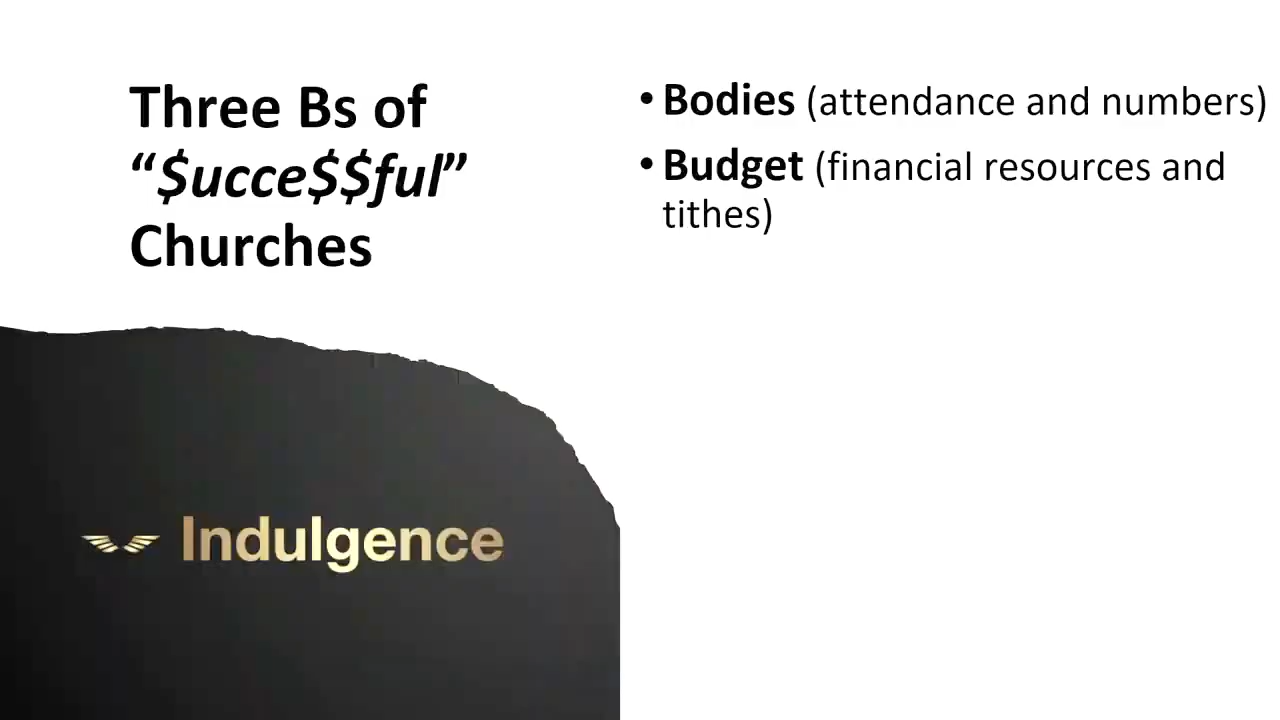 Three Bs of
“$ucce$$ful”
Churches
• Bodies (attendance and numbers)
• Budget (financial resources and
tithes)
Indulgence